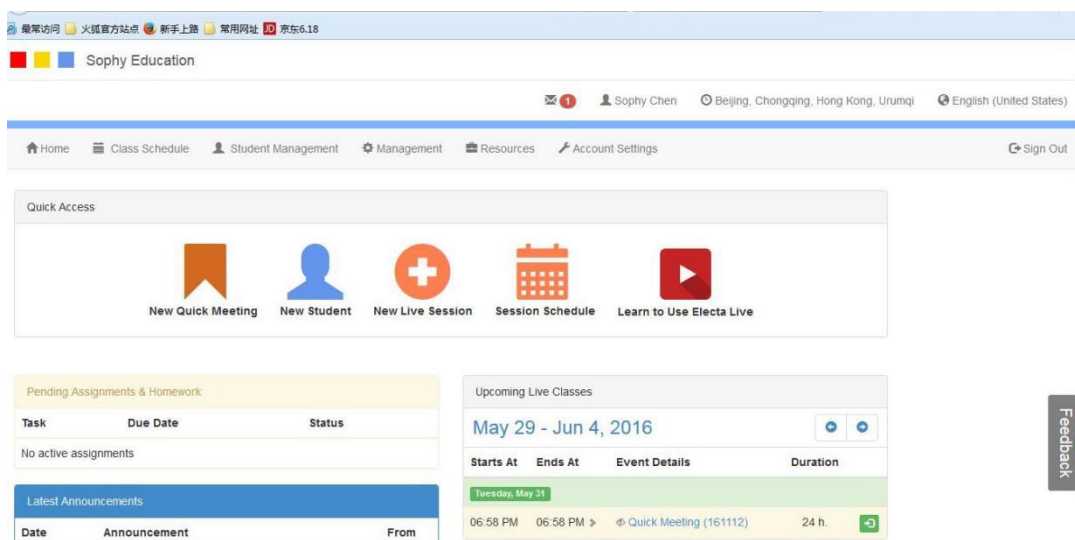 最常访问 火狐官方站点 新手上路 常用网址 JD 京东6.18
Sophy Education
1 Sophy Chen Beijing, Chongqing, Hong Kong, Urumqi English (United States)
Home Class Schedule Student Management Management Resources Account Settings Sign Out
Quick Access
New Quick Meeting New Student New Live Session Session Schedule Learn to Use Electa Live
Pending Assignments & Homework
Task Due Date Status
No active assignments
Latest Announcements
Date Announcement From
Upcoming Live Classes
May 29 - Jun 4, 2016
Starts At Ends At Event Details Duration
Tuesday, May 31
06:58 PM 06:58 PM Quick Meeting (161112) 24 h.
Feedback